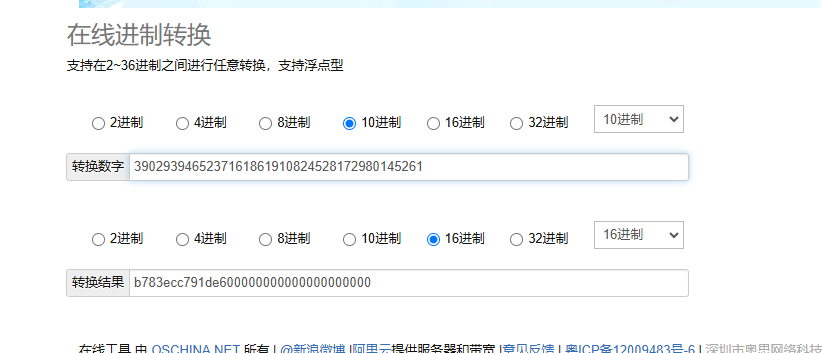 在线进制转换
支持在2~36进制之间进行任意转换，支持浮点型
2进制 4进制 8进制 10进制 16进制 32进制 10进制
转换数字 39029394652371618619108245281​72980145261
2进制 4进制 8进制 10进制 16进制 32进制 16进制
转换结果 b783ecc791de600000000000000000000
在线工具 由 OSCHINA.NET 所有 | @新浪微博 |阿里云提供服务器和带宽 |意见反馈 | 粤ICP备12009483号-6 | 深圳市奥思网络科技